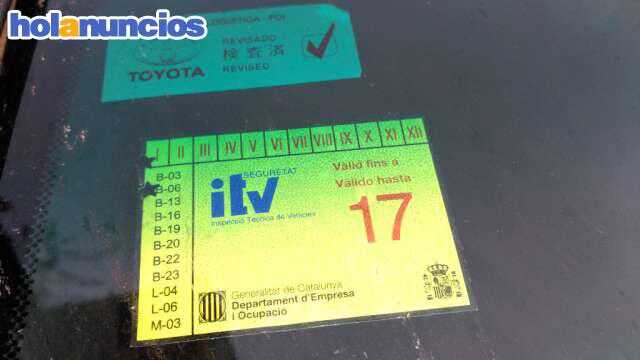 holanuncios
LOGISTICA - PDI
REVISADO
検査済
REVISED
TOYOTA
I II III IV V VI VII VIII IX X XI XII
B-03
B-06
B-13
B-16
B-19
B-20
B-22
B-23
L-04
L-06
M-03
SEGURETAT
itv
Inspecció Tècnica de Vehicles
Vàlid fins a
Válido hasta
17
Generalitat de Catalunya
Departament d'Empresa
i Ocupació